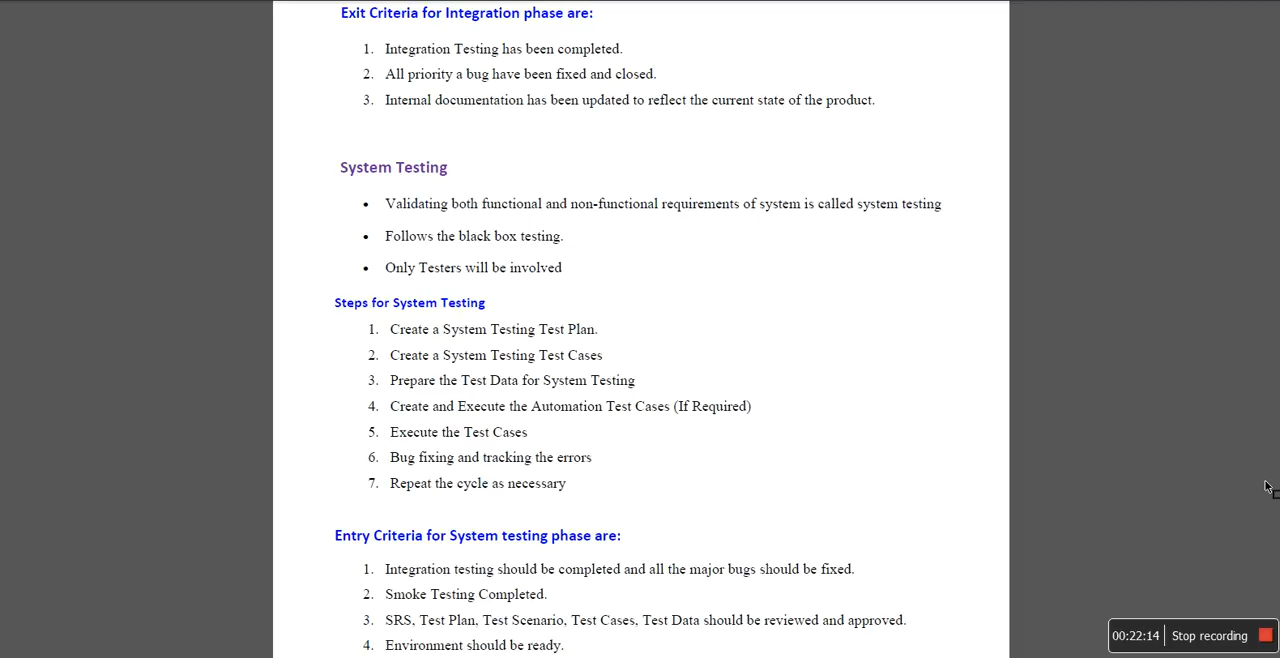 Exit Criteria for Integration phase are:
1. Integration Testing has been completed.
2. All priority a bug have been fixed and closed.
3. Internal documentation has been updated to reflect the current state of the product.
System Testing
• Validating both functional and non-functional requirements of system is called system testing
• Follows the black box testing.
• Only Testers will be involved
Steps for System Testing
1. Create a System Testing Test Plan.
2. Create a System Testing Test Cases
3. Prepare the Test Data for System Testing
4. Create and Execute the Automation Test Cases (If Required)
5. Execute the Test Cases
6. Bug fixing and tracking the errors
7. Repeat the cycle as necessary
Entry Criteria for System testing phase are:
1. Integration testing should be completed and all the major bugs should be fixed.
2. Smoke Testing Completed.
3. SRS, Test Plan, Test Scenario, Test Cases, Test Data should be reviewed and approved.
4. Environment should be ready.
00:22:14 Stop recording